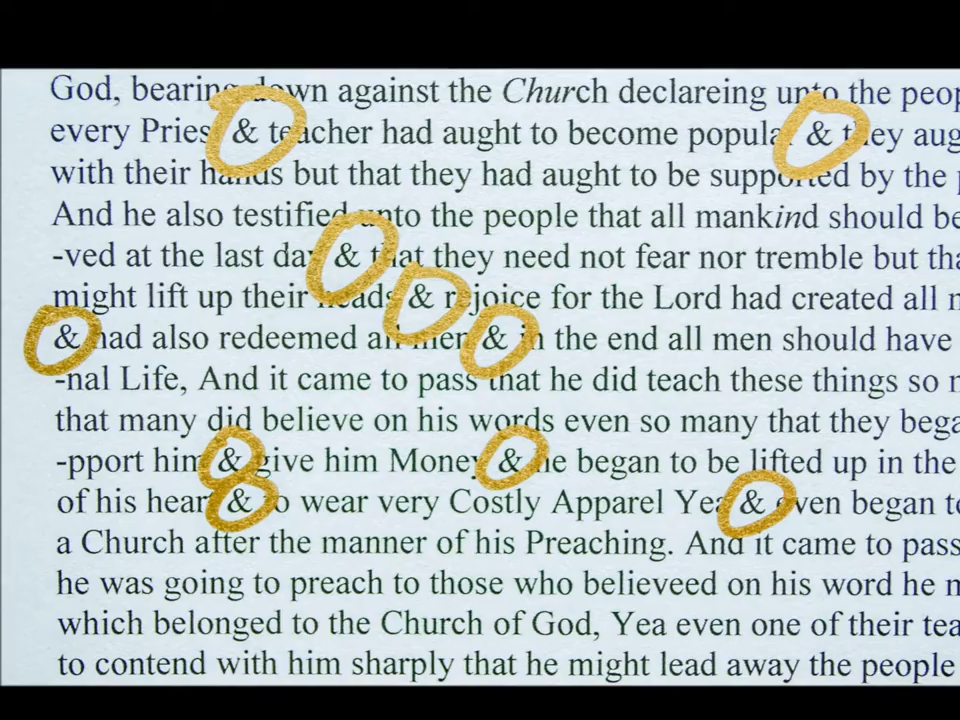 God, bearing down against the Church declareing unto the peop
every Pries & teacher had aught to become popula & they aug
with their hands but that they had aught to be supported by the p
And he also testified unto the people that all mankind should be
-ved at the last day & that they need not fear nor tremble but tha
might lift up their heads & rejoice for the Lord had created all m
& had also redeemed all men & in the end all men should have
-nal Life, And it came to pass that he did teach these things so m
that many did believe on his words even so many that they bega
-pport him & give him Money & he began to be lifted up in the
of his heart & to wear very Costly Apparel Yea & even began to
a Church after the manner of his Preaching. And it came to pass
he was going to preach to those who believeed on his word he m
which belonged to the Church of God, Yea even one of their tea
to contend with him sharply that he might lead away the people